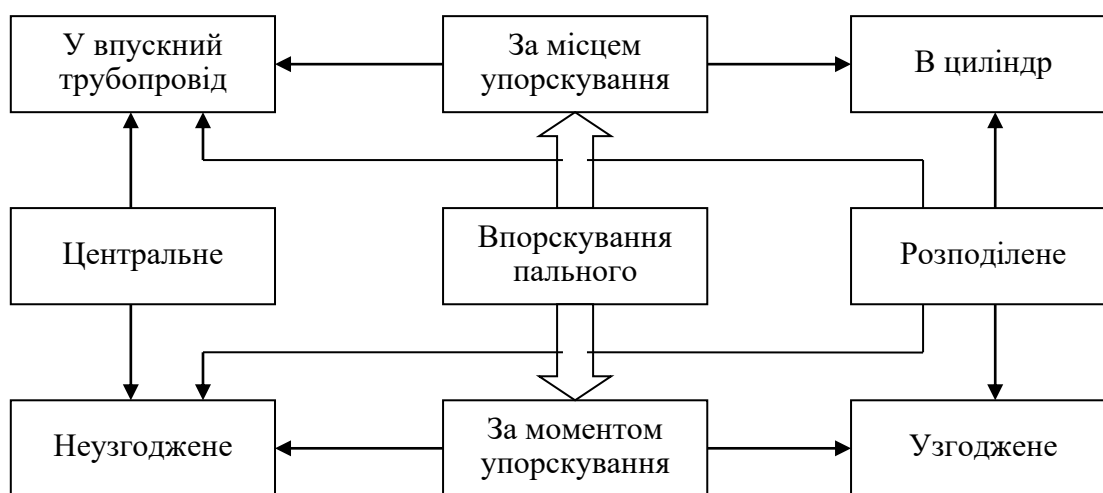 У впускний
трубопровід
За місцем
упорскування
В циліндр
Центральне
Впорскування
пального
Розподілене
Неузгоджене
За моментом
упорскування
Узгоджене